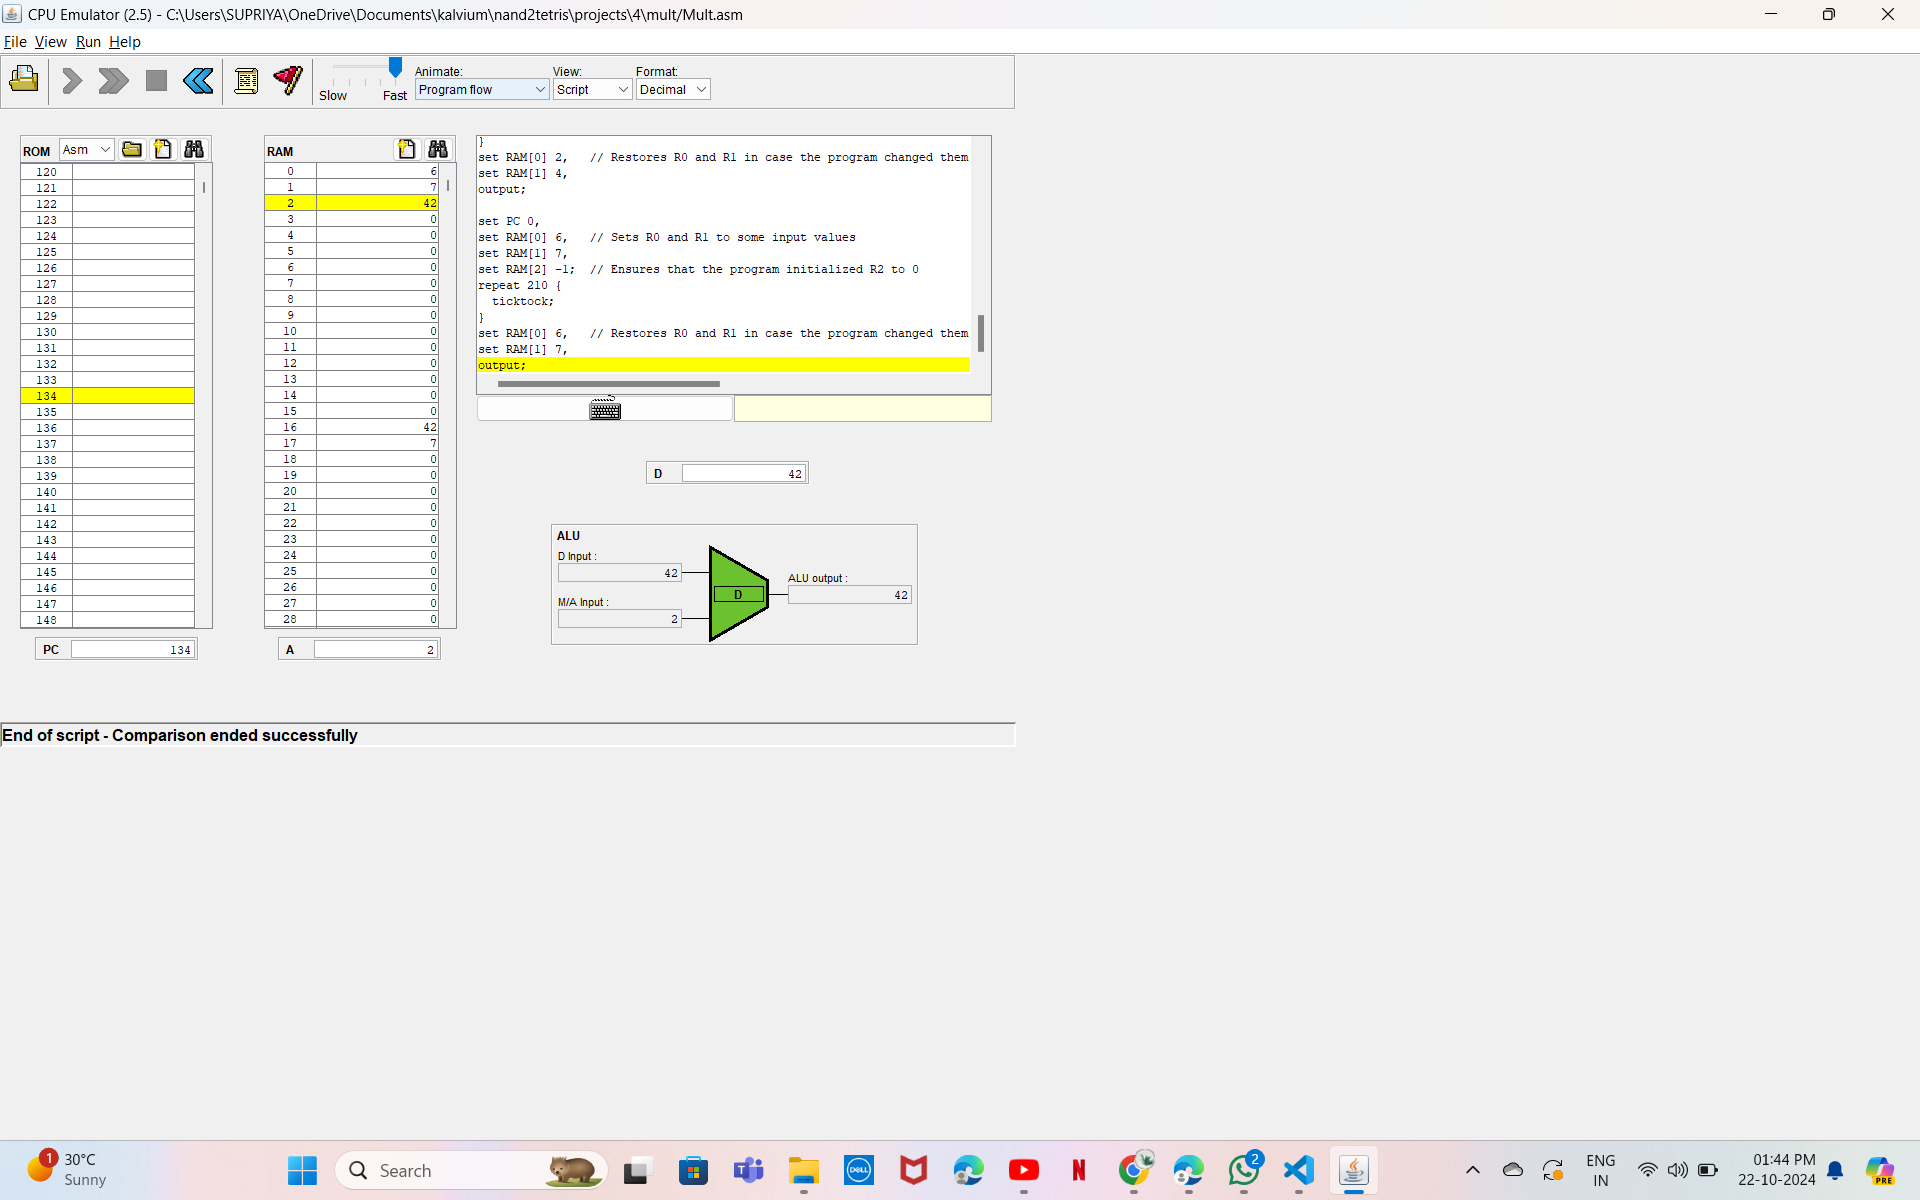 CPU Emulator (2.5) - C:\Users\SUPRIYA\OneDrive\Documents\kalvium\nand2tetris\projects\4\mult/Mult.asm
File View Run Help
Slow Fast
Animate: View: Format:
Program flow Script Decimal
ROM Asm
120
121
122
123
124
125
126
127
128
129
130
131
132
133
134
135
136
137
138
139
140
141
142
143
144
145
146
147
148
PC 134
RAM
0 6
1 7
2 42
3 0
4 0
5 0
6 0
7 0
8 0
9 0
10 0
11 0
12 0
13 0
14 0
15 0
16 42
17 7
18 0
19 0
20 0
21 0
22 0
23 0
24 0
25 0
26 0
27 0
28 0
A 2
}
set RAM[0] 2,   // Restores R0 and R1 in case the program changed them
set RAM[1] 4,
output;
set PC 0,
set RAM[0] 6,   // Sets R0 and R1 to some input values
set RAM[1] 7,
set RAM[2] -1;  // Ensures that the program initialized R2 to 0
repeat 210 {
  ticktock;
}
set RAM[0] 6,   // Restores R0 and R1 in case the program changed them
set RAM[1] 7,
output;
D 42
ALU
D Input :
42
M/A Input :
2
D
ALU output :
42
End of script - Comparison ended successfully
1
30°C
Sunny
Search
DELL
N
2
PRE
ENG
IN
01:44 PM
22-10-2024